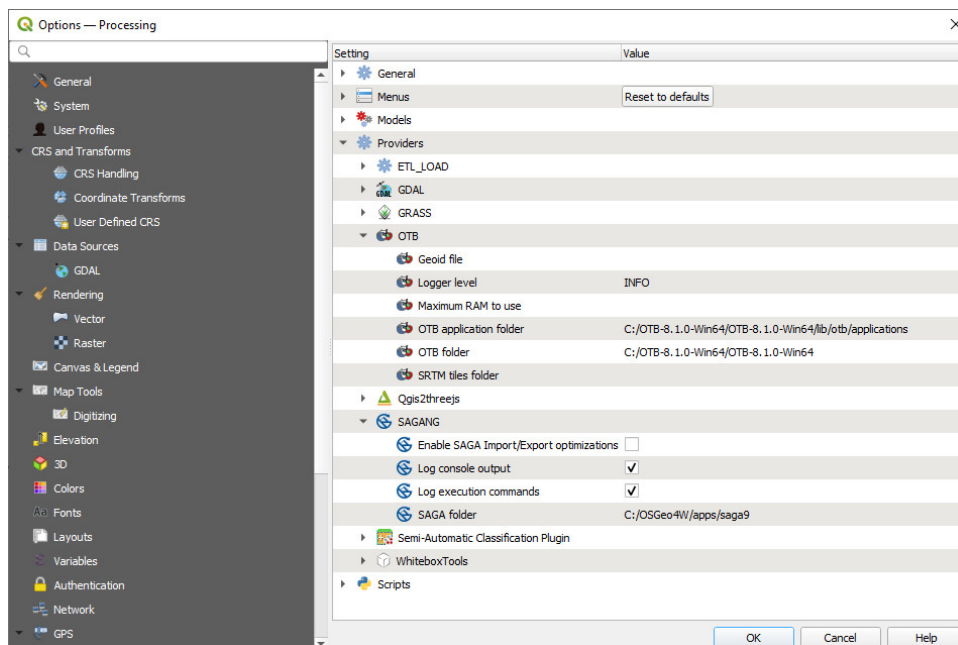 Options — Processing
General
System
User Profiles
CRS and Transforms
CRS Handling
Coordinate Transforms
User Defined CRS
Data Sources
GDAL
Rendering
Vector
Raster
Canvas & Legend
Map Tools
Digitizing
Elevation
3D
Colors
Fonts
Layouts
Variables
Authentication
Network
GPS
Setting Value
General
Menus Reset to defaults
Models
Providers
ETL_LOAD
GDAL
GRASS
OTB
Geoid file
Logger level INFO
Maximum RAM to use
OTB application folder C:/OTB-8.1.0-Win64/OTB-8.1.0-Win64/lib/otb/applications
OTB folder C:/OTB-8.1.0-Win64/OTB-8.1.0-Win64
SRTM tiles folder
Qgis2threejs
SAGANG
Enable SAGA Import/Export optimizations
Log console output
Log execution commands
SAGA folder C:/OSGeo4W/apps/saga9
Semi-Automatic Classification Plugin
WhiteboxTools
Scripts
OK Cancel Help